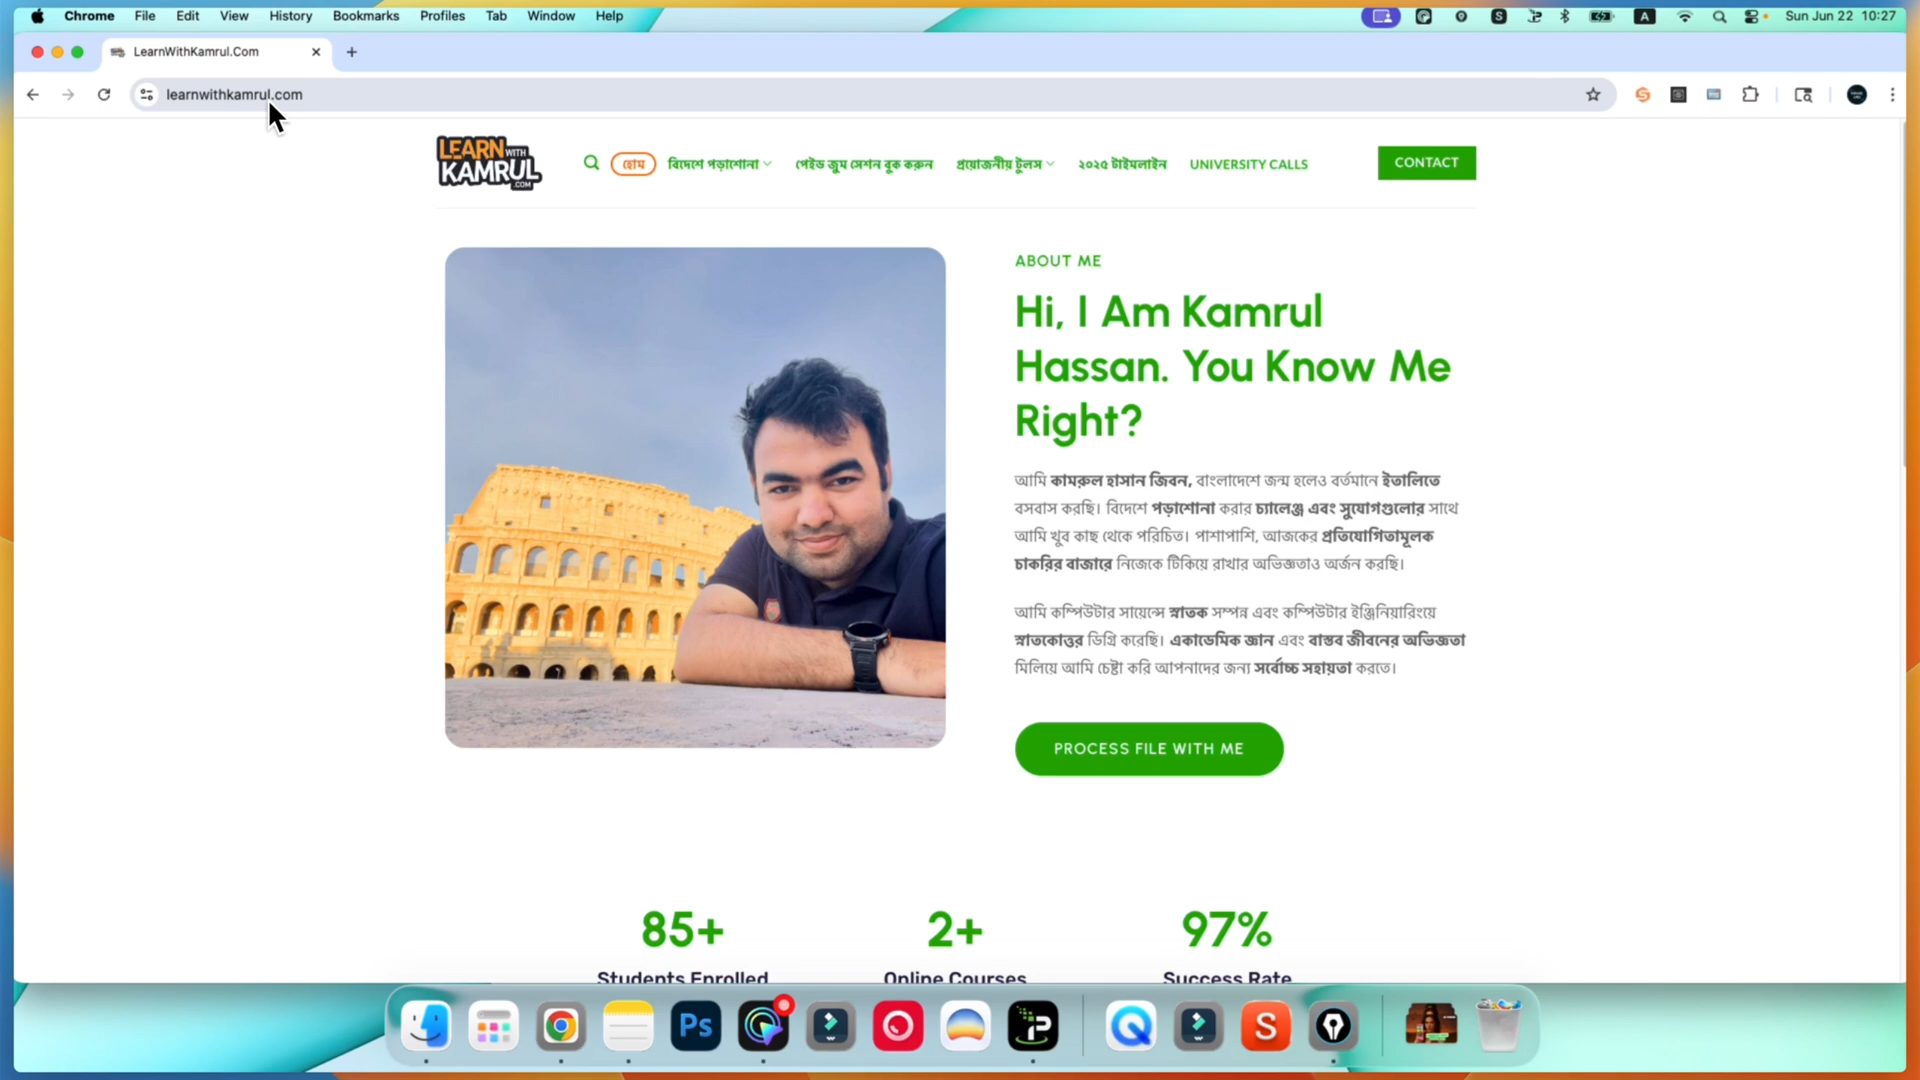 Chrome File Edit View History Bookmarks Profiles Tab Window Help
A
Sun Jun 22 10:27
LearnWithKamrul.Com
learnwithkamrul.com
LEARN WITH
KAMRUL
.COM
হোম
বিদেশে পড়াশোনা
পেইড জুম সেশন বুক করুন
প্রয়োজনীয় টুলস
২০২৫ টাইমলাইন
UNIVERSITY CALLS
CONTACT
ABOUT ME
Hi, I Am Kamrul
Hassan. You Know Me
Right?
আমি কামরুল হাসান জিবন, বাংলাদেশে জন্ম হলেও বর্তমানে ইতালিতে
বসবাস করছি। বিদেশে পড়াশোনা করার চ্যালেঞ্জ এবং সুযোগগুলোর সাথে
আমি খুব কাছ থেকে পরিচিত। পাশাপাশি, আজকের প্রতিযোগিতামূলক
চাকরির বাজারে নিজেকে টিকিয়ে রাখার অভিজ্ঞতাও অর্জন করছি।
আমি কম্পিউটার সায়েন্সে স্নাতক সম্পন্ন এবং কম্পিউটার ইঞ্জিনিয়ারিংয়ে
স্নাতকোত্তর ডিগ্রি করেছি। একাডেমিক জ্ঞান এবং বাস্তব জীবনের অভিজ্ঞতা
মিলিয়ে আমি চেষ্টা করি আপনাদের জন্য সর্বোচ্চ সহায়তা করতে।
PROCESS FILE WITH ME
85+
2+
97%
Students Enrolled
Online Courses
Success Rate
Ps
S